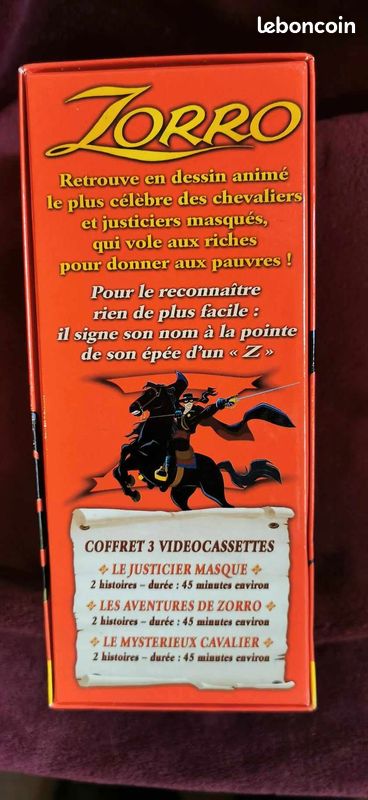 leboncoin
ZORRO
Retrouve en dessin animé
le plus célèbre des chevaliers
et justiciers masqués,
qui vole aux riches
pour donner aux pauvres !
Pour le reconnaître
rien de plus facile :
il signe son nom à la pointe
de son épée d'un « Z »
COFFRET 3 VIDEOCASSETTES
LE JUSTICIER MASQUE
2 histoires – durée : 45 minutes environ
LES AVENTURES DE ZORRO
2 histoires – durée : 45 minutes environ
LE MYSTERIEUX CAVALIER
2 histoires – durée : 45 minutes environ